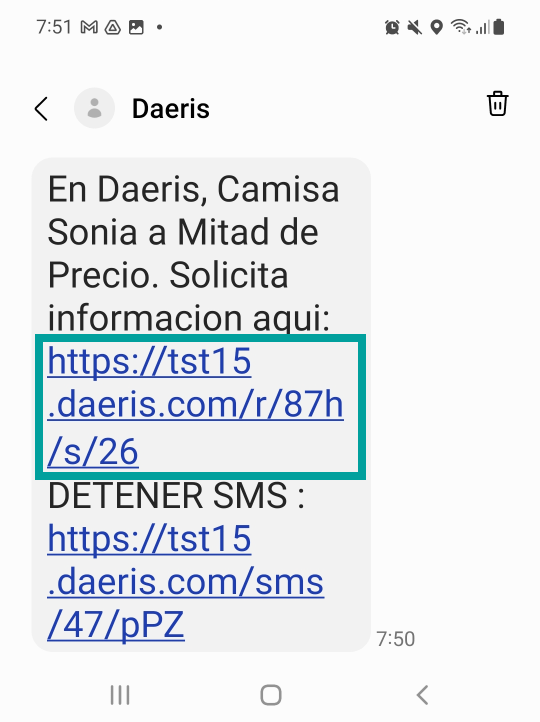 7:51
Daeris
En Daeris, Camisa
Sonia a Mitad de
Precio. Solicita
informacion aqui:
https://tst15
.daeris.com/r/87h
/s/26
DETENER SMS :
https://tst15
.daeris.com/sms
/47/pPZ
7:50